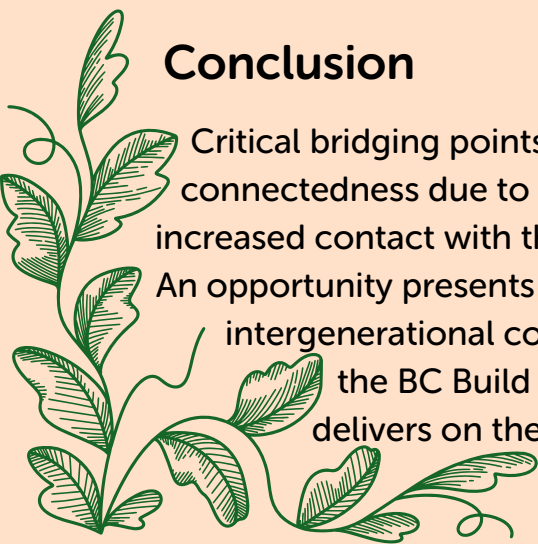 Conclusion
Critical bridging points
connectedness due to
increased contact with th
An opportunity presents
intergenerational co
the BC Build
delivers on the